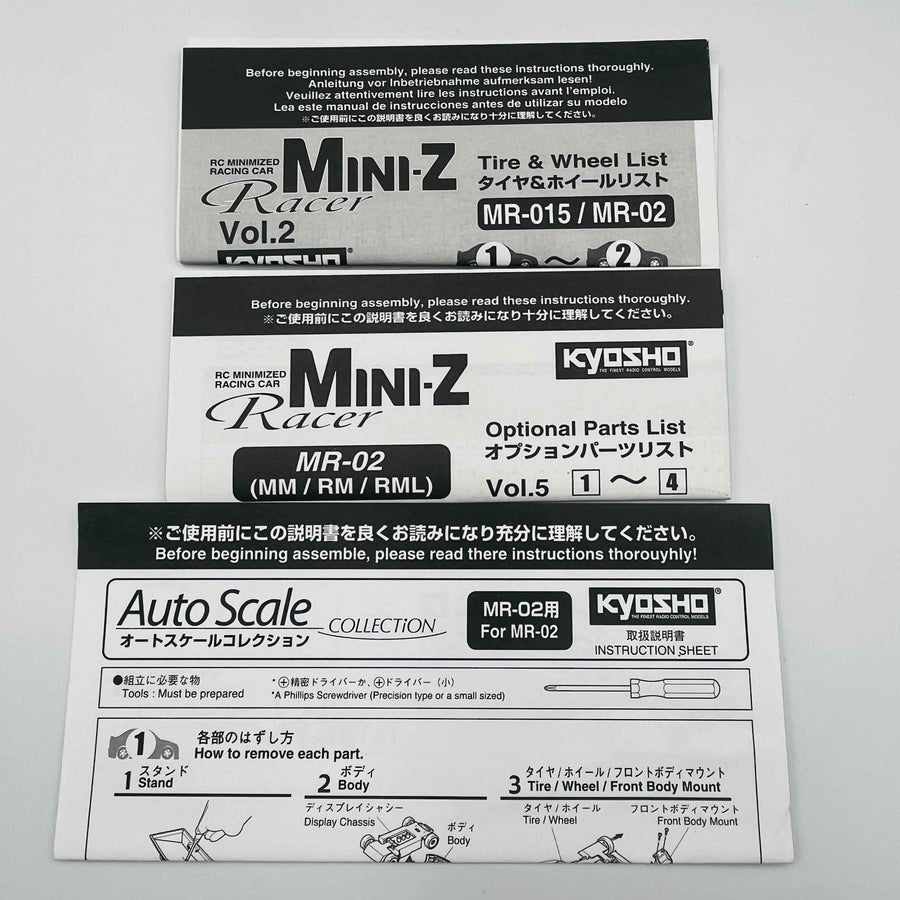 Before beginning assembly, please read these instructions thoroughly.
Anleitung vor Inbetriebnahme aufmerksam lesen!
Veuillez attentivement lire les instructions avant l'emploi.
Lea este manual de instrucciones antes de utilizar su modelo
※ご使用前にこの説明書を良くお読みになり十分に理解してください。
RC MINIMIZED
RACING CAR
MINI-Z
Racer
Vol.2
KYOSHO
Tire & Wheel List
タイヤ&ホイールリスト
MR-015 / MR-02
1 ～ 2
Before beginning assembly, please read these instructions thoroughly.
※ご使用前にこの説明書を良くお読みになり十分に理解してください。
RC MINIMIZED
RACING CAR
MINI-Z
Racer
KYOSHO
THE FINEST RADIO CONTROL MODELS
MR-02
(MM / RM / RML)
Optional Parts List
オプションパーツリスト
Vol.5 1 ～ 4
※ご使用前にこの説明書を良くお読みになり充分に理解してください。
Before beginning assemble, please read there instructions thorouyhly!
Auto Scale
COLLECTiON
オートスケールコレクション
MR-02用
For MR-02
KYOSHO
THE FINEST RADIO CONTROL MODELS
取扱説明書
INSTRUCTION SHEET
●組立に必要な物
Tools : Must be prepared
*⊕精密ドライバーか、⊕ドライバー（小）
*A Phillips Screwdriver (Precision type or a small sized)
1
各部のはずし方
How to remove each part.
1 スタンド
Stand
2 ボディ
Body
ディスプレイシャシー
Display Chassis
ボディ
Body
3 タイヤ / ホイール / フロントボディマウント
Tire / Wheel / Front Body Mount
タイヤ / ホイール
Tire / Wheel
フロントボディマウント
Front Body Mount